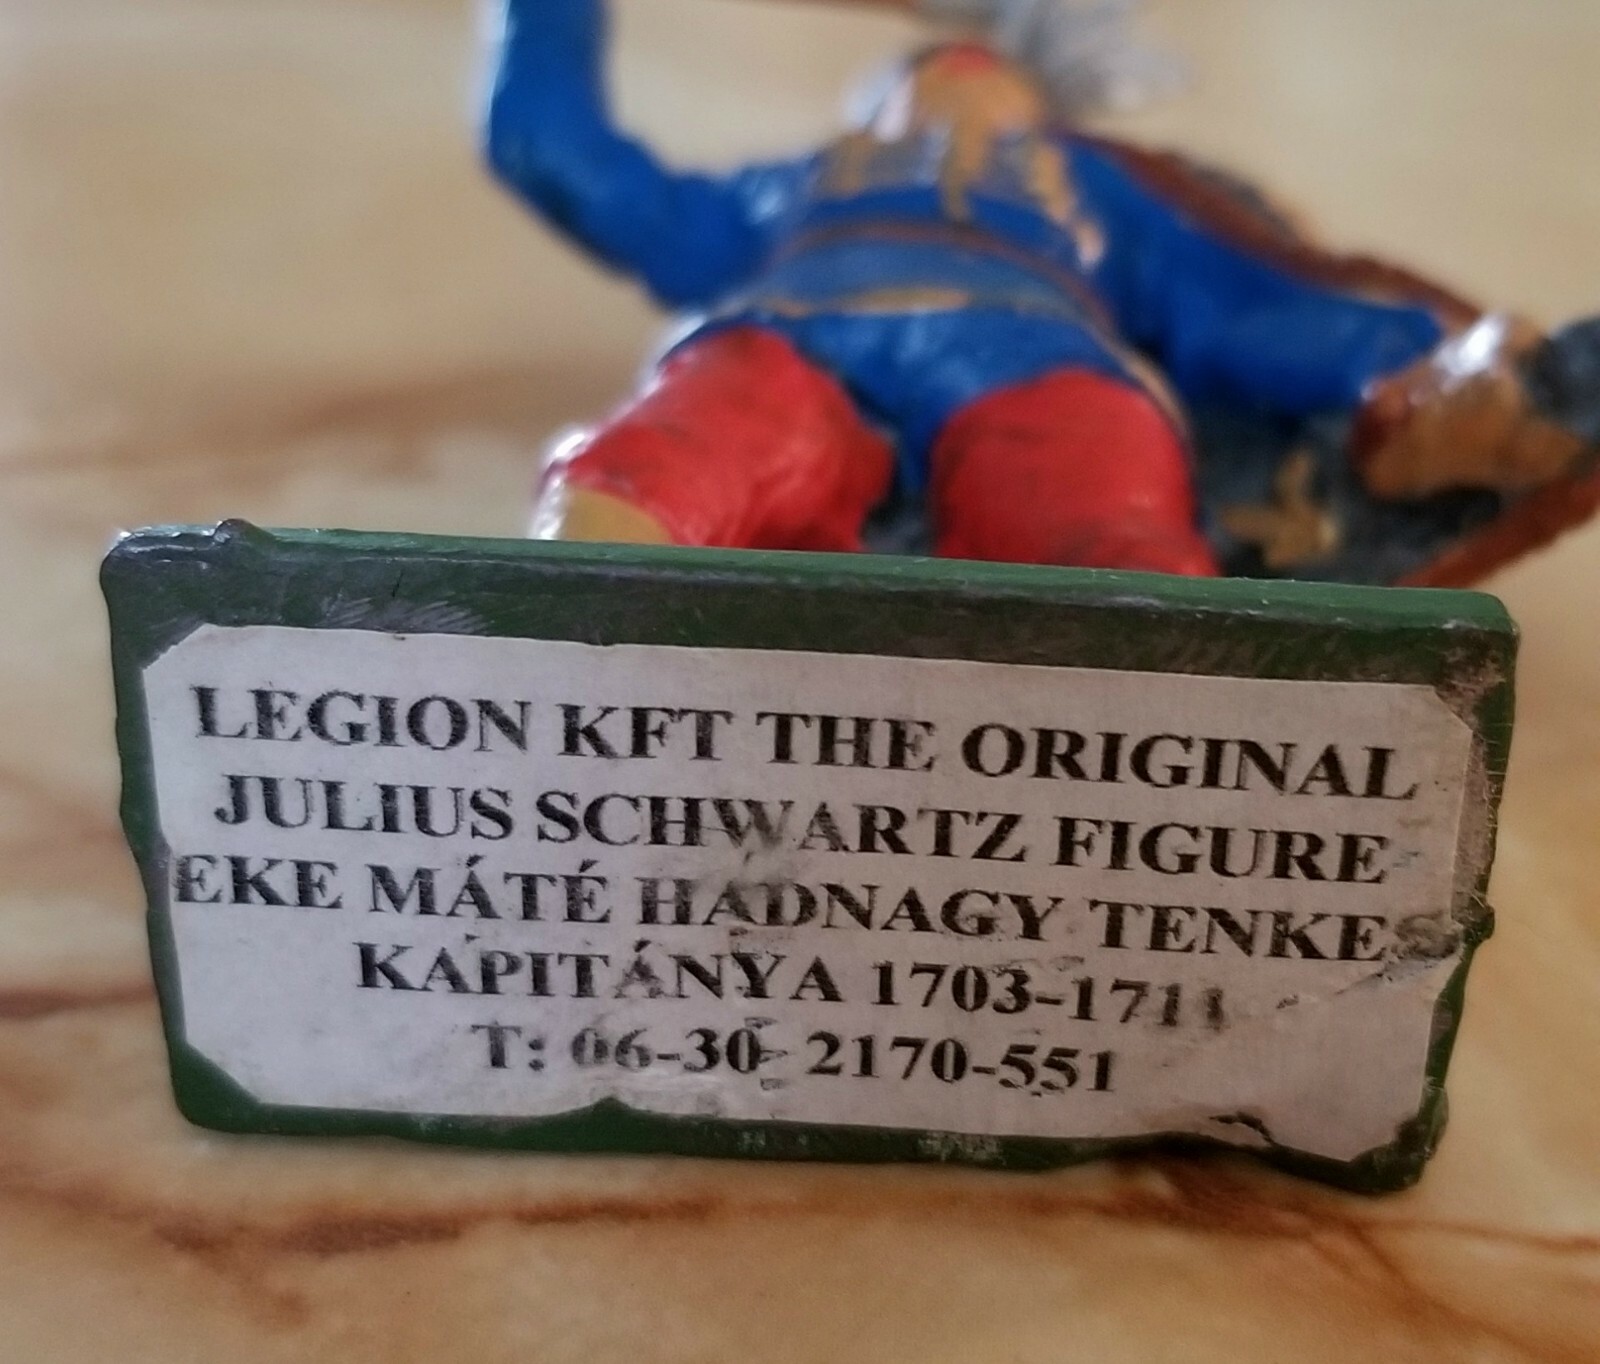 LEGION KFT THE ORIGINAL
JULIUS SCHWARTZ FIGURE
EKE MÁTÉ HADNAGY TENKES
KAPITÁNYA 1703-1711
T: 06-30- 2170-551